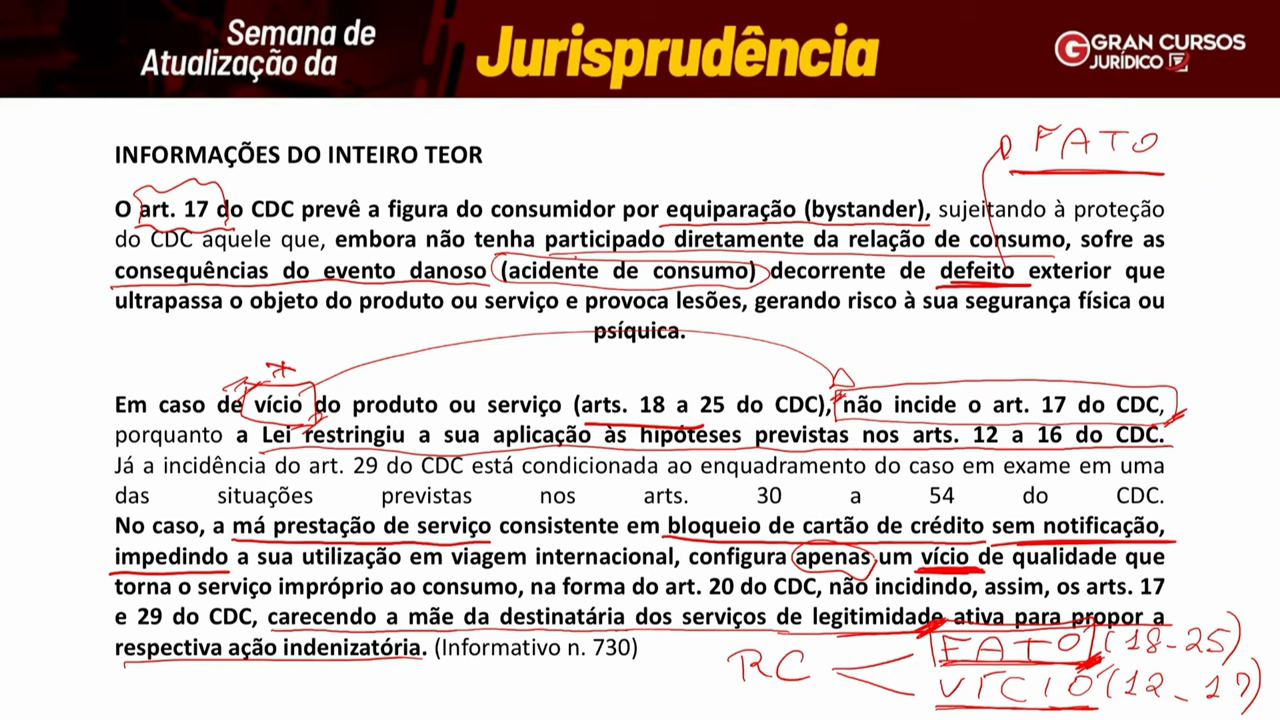 Semana de
Atualização da
Jurisprudência
GRAN CURSOS
JURÍDICO
FATO
INFORMAÇÕES DO INTEIRO TEOR
O art. 17 do CDC prevê a figura do consumidor por equiparação (bystander), sujeitando à proteção
do CDC aquele que, embora não tenha participado diretamente da relação de consumo, sofre as
consequências do evento danoso (acidente de consumo) decorrente de defeito exterior que
ultrapassa o objeto do produto ou serviço e provoca lesões, gerando risco à sua segurança física ou
psíquica.
Em caso de vício do produto ou serviço (arts. 18 a 25 do CDC), não incide o art. 17 do CDC,
porquanto a Lei restringiu a sua aplicação às hipóteses previstas nos arts. 12 a 16 do CDC.
Já a incidência do art. 29 do CDC está condicionada ao enquadramento do caso em exame em uma
das situações previstas nos arts. 30 a 54 do CDC.
No caso, a má prestação de serviço consistente em bloqueio de cartão de crédito sem notificação,
impedindo a sua utilização em viagem internacional, configura apenas um vício de qualidade que
torna o serviço impróprio ao consumo, na forma do art. 20 do CDC, não incidindo, assim, os arts. 17
e 29 do CDC, carecendo a mãe da destinatária dos serviços de legitimidade ativa para propor a
respectiva ação indenizatória. (Informativo n. 730)
RC
FATO (18-25)
VÍCIO (12-17)